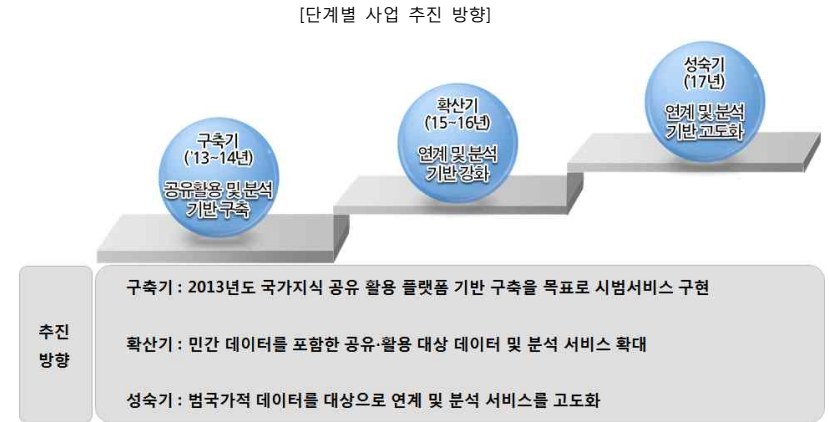 [단계별 사업 추진 방향]
성숙기
('17년)
연계 및 분석
기반 고도화
확산기
('15~16년)
연계 및 분석
기반 강화
구축기
('13~14년)
공유활용 및 분석
기반 구축
추진
방향
구축기 : 2013년도 국가지식 공유 활용 플랫폼 기반 구축을 목표로 시범서비스 구현
확산기 : 민간 데이터를 포함한 공유·활용 대상 데이터 및 분석 서비스 확대
성숙기 : 범국가적 데이터를 대상으로 연계 및 분석 서비스를 고도화